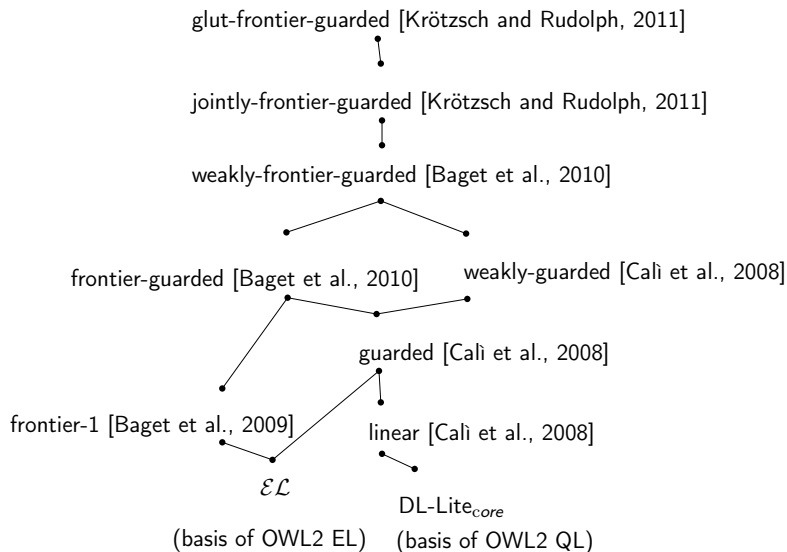 glut-frontier-guarded [Krötzsch and Rudolph, 2011]
jointly-frontier-guarded [Krötzsch and Rudolph, 2011]
weakly-frontier-guarded [Baget et al., 2010]
frontier-guarded [Baget et al., 2010]
weakly-guarded [Calì et al., 2008]
guarded [Calì et al., 2008]
frontier-1 [Baget et al., 2009]
linear [Calì et al., 2008]
ℰℒ
DL-Lite_core
(basis of OWL2 EL)
(basis of OWL2 QL)